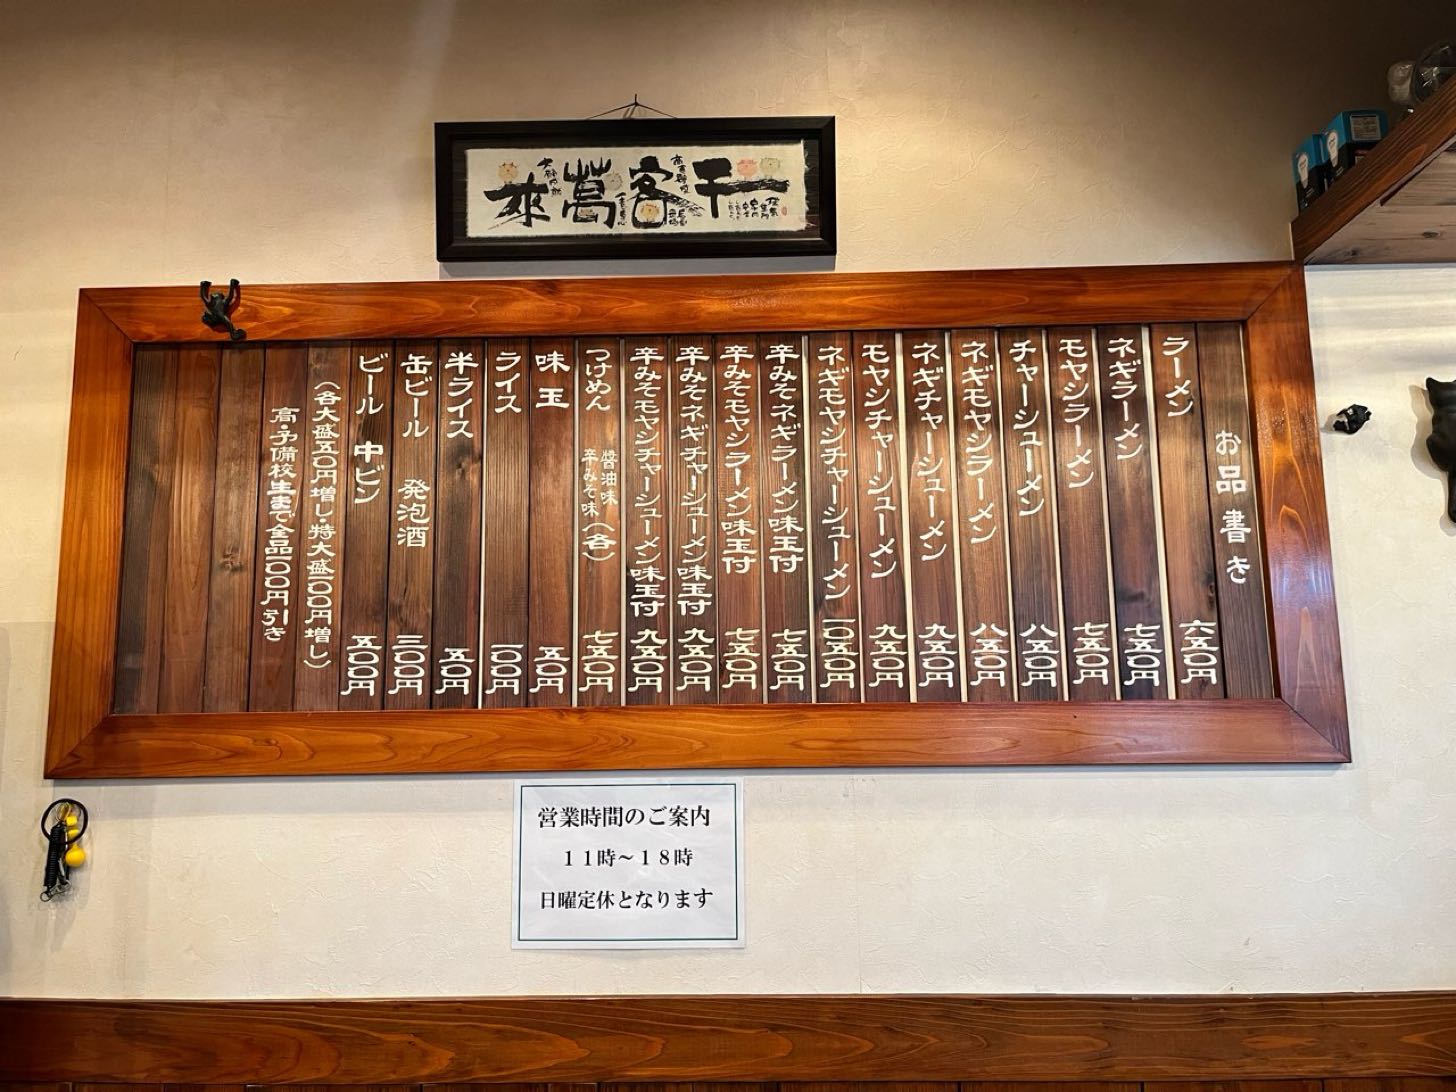 千客萬來
お品書き
ラーメン 六五〇円
ネギラーメン 七五〇円
モヤシラーメン 七五〇円
チャーシューメン 八五〇円
ネギモヤシラーメン 八五〇円
ネギチャーシューメン 九五〇円
モヤシチャーシューメン 九五〇円
ネギモヤシチャーシューメン 一〇五〇円
辛みそネギラーメン味玉付 七五〇円
辛みそモヤシラーメン味玉付 七五〇円
辛みそネギチャーシューメン味玉付 九五〇円
辛みそモヤシチャーシューメン味玉付 九五〇円
つけめん 醤油味 辛みそ味 (各) 七五〇円
味玉 五〇円
ライス 一〇〇円
半ライス 五〇円
缶ビール 発泡酒 三〇〇円
ビール 中ビン 五〇〇円
(各大盛五〇円増し・特大盛一〇〇円増し)
高・予備校生まで全品一〇〇円引き
営業時間のご案内
11時~18時
日曜定休となります